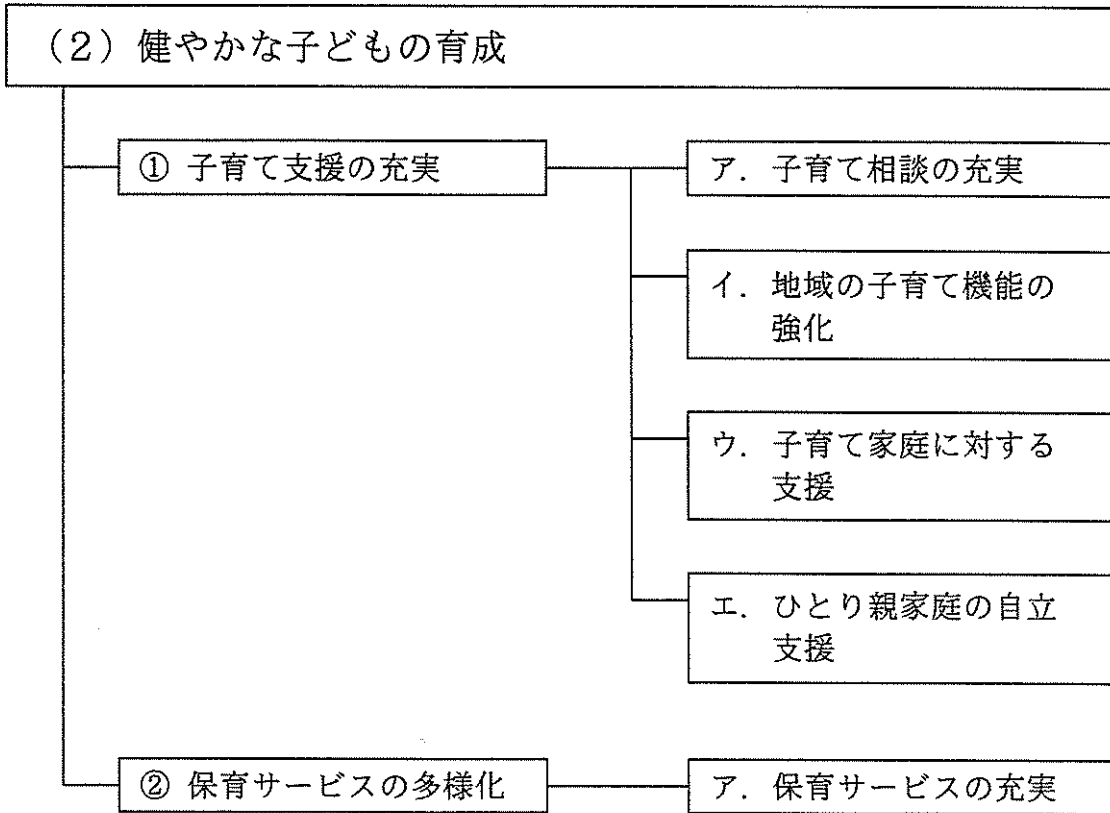 （2）健やかな子どもの育成
① 子育て支援の充実
ア．子育て相談の充実
イ．地域の子育て機能の
強化
ウ．子育て家庭に対する
支援
エ．ひとり親家庭の自立
支援
② 保育サービスの多様化
ア．保育サービスの充実